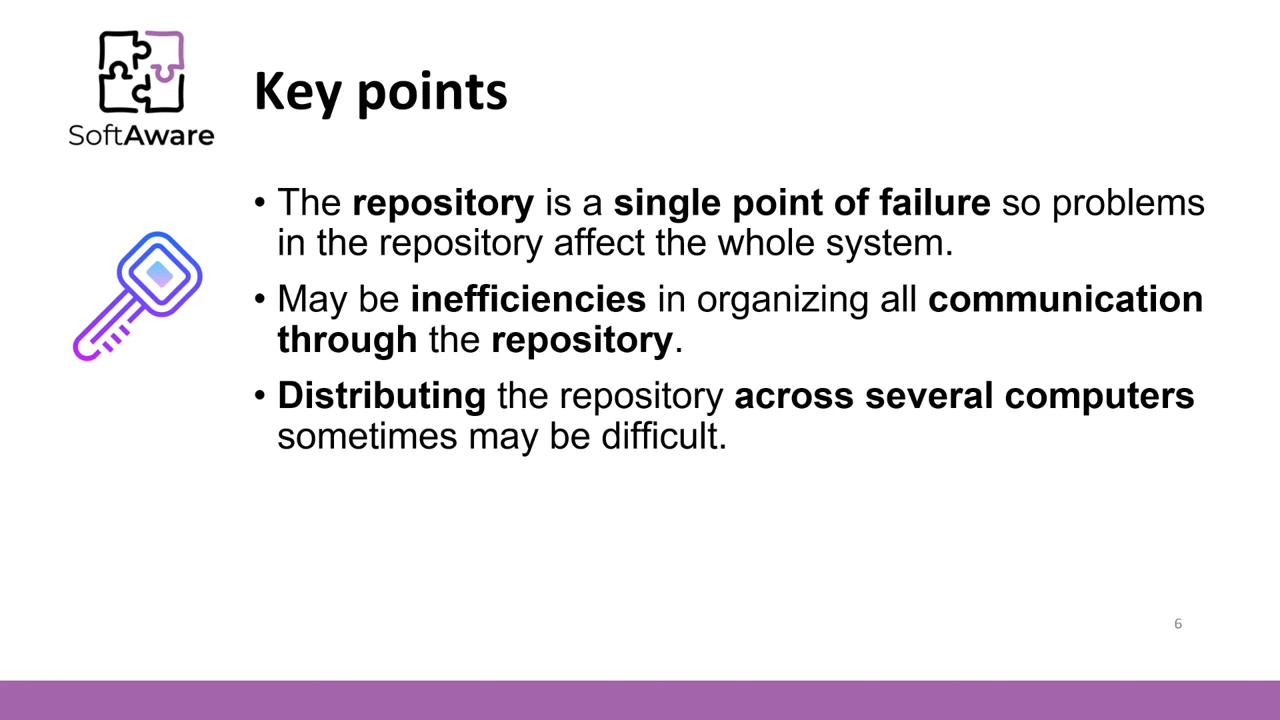 SoftAware
Key points
• The repository is a single point of failure so problems
in the repository affect the whole system.
• May be inefficiencies in organizing all communication
through the repository.
• Distributing the repository across several computers
sometimes may be difficult.
6